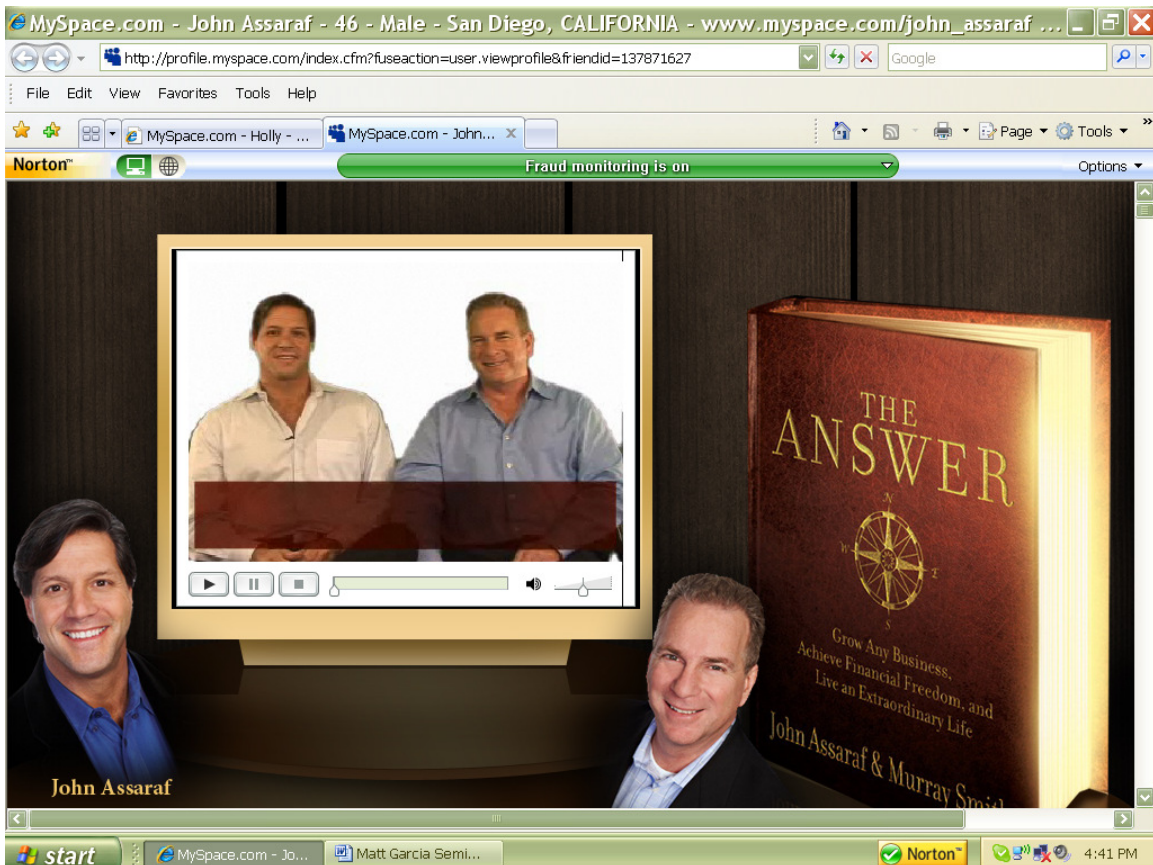 MySpace.com - John Assaraf - 46 - Male - San Diego, CALIFORNIA - www.myspace.com/john_assaraf ...
http://profile.myspace.com/index.cfm?fuseaction=user.viewprofile&friendid=137871627
Google
File Edit View Favorites Tools Help
MySpace.com - Holly - ...
MySpace.com - John...
Page
Tools
Norton™
Fraud monitoring is on
Options
THE
ANSWER
N
W
E
S
Grow Any Business,
Achieve Financial Freedom, and
Live an Extraordinary Life
John Assaraf & Murray Smith
John Assaraf
start
MySpace.com - Jo...
Matt Garcia Semi...
Norton™
4:41 PM